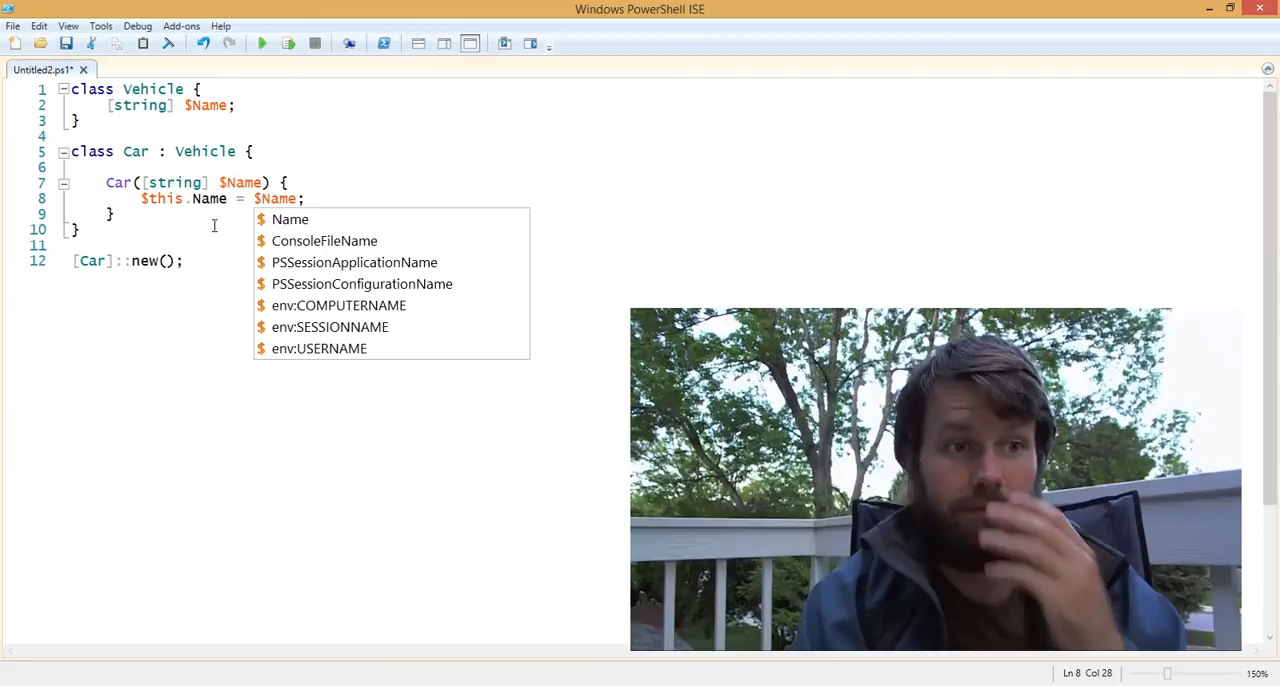 Windows PowerShell ISE
File Edit View Tools Debug Add-ons Help
Untitled2.ps1*
1 class Vehicle {
2 [string] $Name;
3 }
4
5 class Car : Vehicle {
6
7 Car([string] $Name) {
8 $this.Name = $Name;
9 }
10 }
11
12 [Car]::new();
$ Name
$ ConsoleFileName
$ PSSessionApplicationName
$ PSSessionConfigurationName
$ env:COMPUTERNAME
$ env:SESSIONNAME
$ env:USERNAME
Ln 8 Col 28 150%